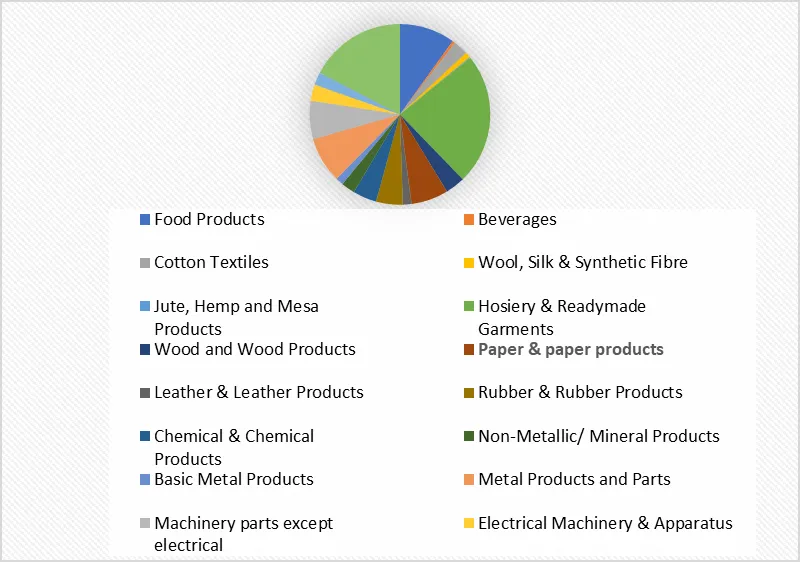 Food Products
Beverages
Cotton Textiles
Wool, Silk & Synthetic Fibre
Jute, Hemp and Mesa
Products
Hosiery & Readymade
Garments
Wood and Wood Products
Paper & paper products
Leather & Leather Products
Rubber & Rubber Products
Chemical & Chemical
Products
Non-Metallic/ Mineral Products
Basic Metal Products
Metal Products and Parts
Machinery parts except
electrical
Electrical Machinery & Apparatus